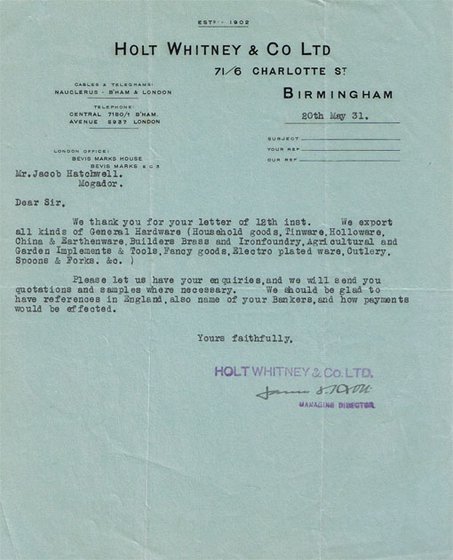 ESTD - 1902
HOLT WHITNEY & CO LTD
71/6 CHARLOTTE ST
BIRMINGHAM
CABLES & TELEGRAMS:
NAUCLERUS - B'HAM & LONDON
TELEPHONE:
CENTRAL 7180/1 B'HAM.
AVENUE 5937 LONDON
20th May 31.
SUBJECT
YOUR REF
OUR REF
LONDON OFFICE:
BEVIS MARKS HOUSE
BEVIS MARKS E C 3
Mr.Jacob Hatchwell.
Mogador.
Dear Sir.
We thank you for your letter of 12th inst. We export
all kinds of General Hardware (Household goods,Tinware,Holloware,
China & Earthenware,Builders Brass and Ironfoundry,Agricultural and
Garden Implements & Tools,Fancy goods,Electro plated ware,Cutlery,
Spoons & Forks. &c. )
Please let us have your enquiries,and we will send you
quotations and samples where necessary. We should be glad to
have references in England,also name of your Bankers,and how payments
would be effected.
Yours faithfully.
HOLT WHITNEY & CO. LTD.
MANAGING DIRECTOR